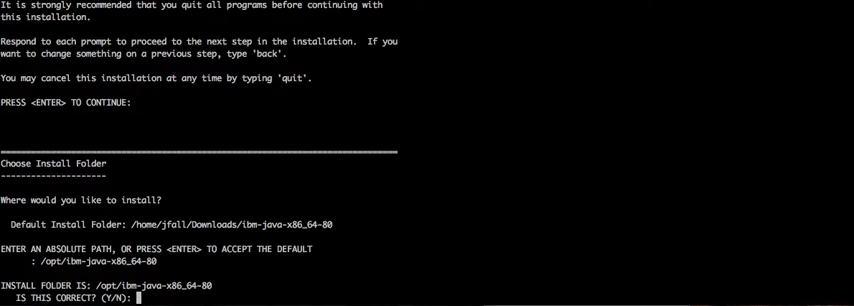 It is strongly recommended that you quit all programs before continuing with
this installation.
Respond to each prompt to proceed to the next step in the installation.  If you
want to change something on a previous step, type 'back'.
You may cancel this installation at any time by typing 'quit'.
PRESS <ENTER> TO CONTINUE:
===============================================================================
Choose Install Folder
---------------------
Where would you like to install?
  Default Install Folder: /home/jfall/Downloads/ibm-java-x86_64-80
ENTER AN ABSOLUTE PATH, OR PRESS <ENTER> TO ACCEPT THE DEFAULT
      : /opt/ibm-java-x86_64-80
INSTALL FOLDER IS: /opt/ibm-java-x86_64-80
   IS THIS CORRECT? (Y/N):